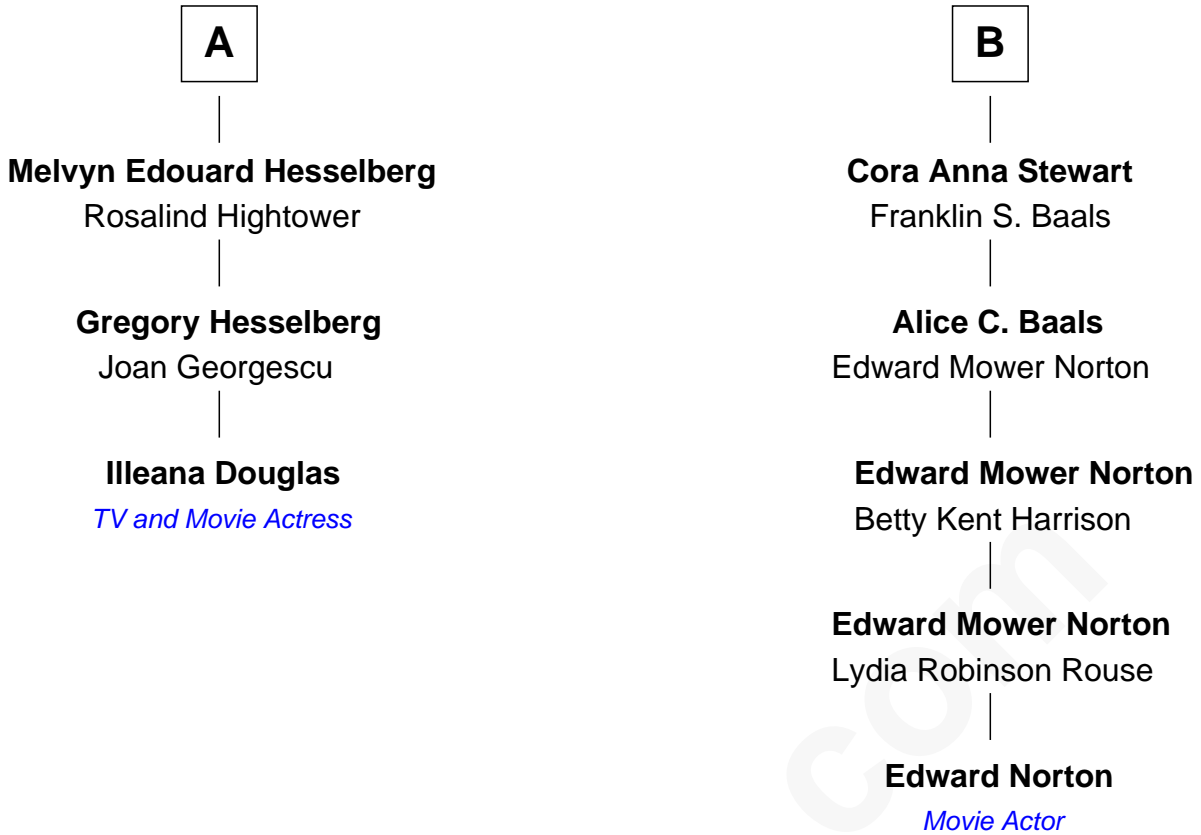 A
Melvyn Edouard Hesselberg
Rosalind Hightower
Gregory Hesselberg
Joan Georgescu
Illeana Douglas
TV and Movie Actress
B
Cora Anna Stewart
Franklin S. Baals
Alice C. Baals
Edward Mower Norton
Edward Mower Norton
Betty Kent Harrison
Edward Mower Norton
Lydia Robinson Rouse
Edward Norton
Movie Actor
com